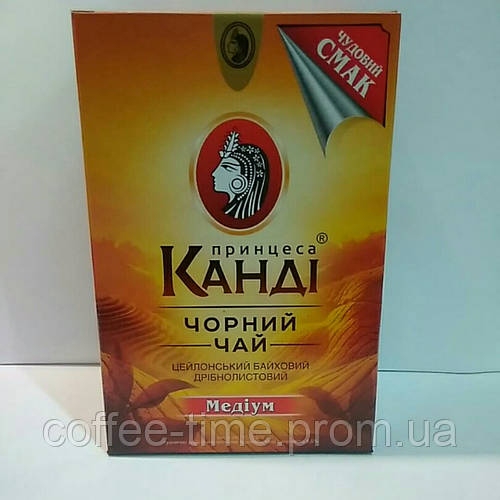 ЧУДОВИЙ
СМАК
принцеса
КАНДІ®
ЧОРНИЙ
ЧАЙ
ЦЕЙЛОНСЬКИЙ БАЙХОВИЙ
ДРІБНОЛИСТОВИЙ
Медіум
coffee-time.prom.ua